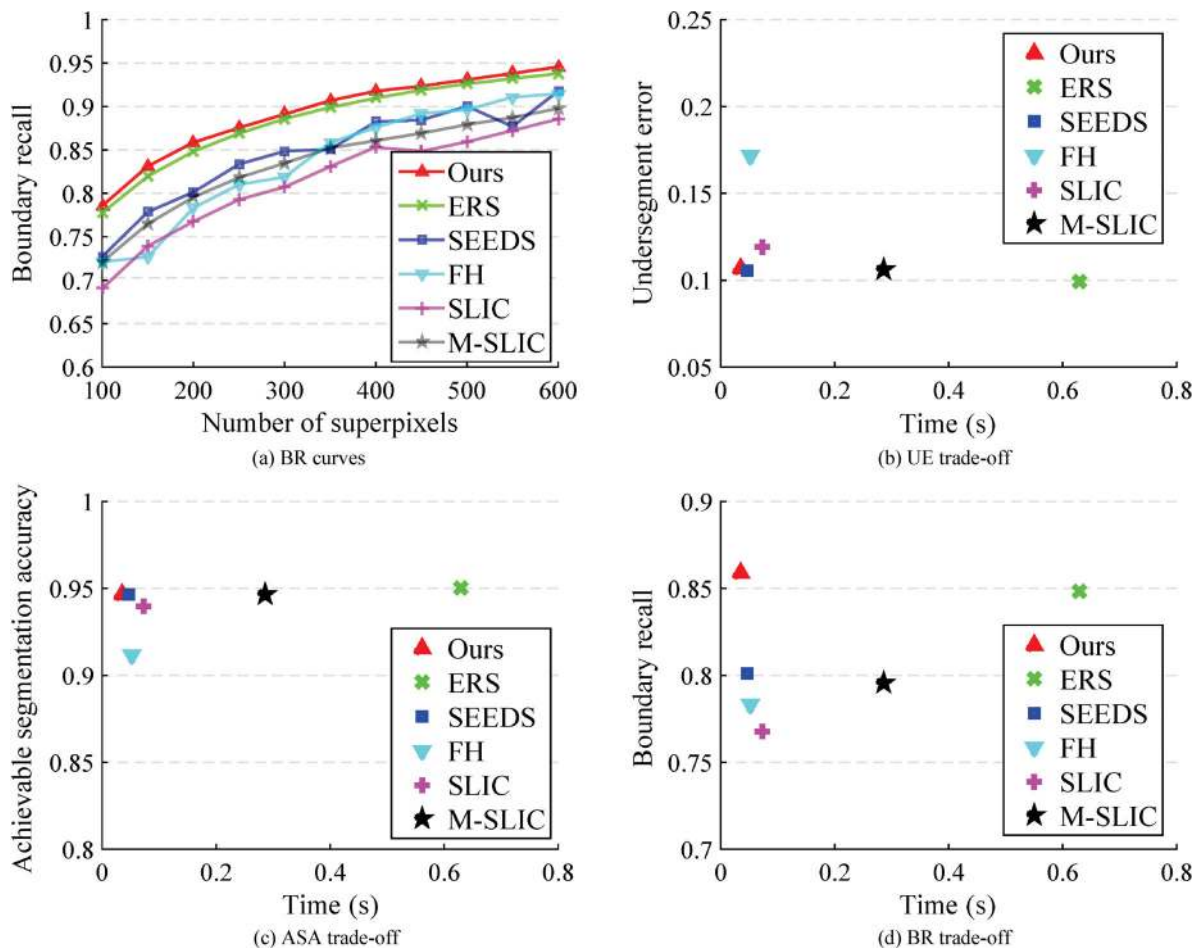 1
0.95
0.9
0.85
0.8
0.75
0.7
0.65
0.6
Boundary recall
100 200 300 400 500 600
Number of superpixels
Ours
ERS
SEEDS
FH
SLIC
M-SLIC
(a) BR curves
0.25
0.2
0.15
0.1
0.05
Undersegment error
0 0.2 0.4 0.6 0.8
Time (s)
Ours
ERS
SEEDS
FH
SLIC
M-SLIC
(b) UE trade-off
1
0.95
0.9
0.85
0.8
Achievable segmentation accuracy
0 0.2 0.4 0.6 0.8
Time (s)
Ours
ERS
SEEDS
FH
SLIC
M-SLIC
(c) ASA trade-off
0.9
0.85
0.8
0.75
0.7
Boundary recall
0 0.2 0.4 0.6 0.8
Time (s)
Ours
ERS
SEEDS
FH
SLIC
M-SLIC
(d) BR trade-off